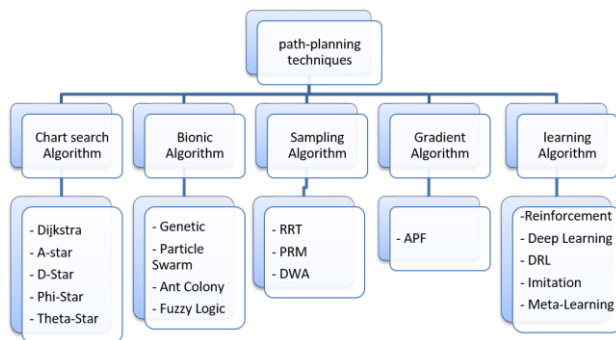 path-planning
techniques
Chart search
Algorithm
Bionic
Algorithm
Sampling
Algorithm
Gradient
Algorithm
learning
Algorithm
- Dijkstra
- A-star
- D-Star
- Phi-Star
- Theta-Star
- Genetic
- Particle
Swarm
- Ant Colony
- Fuzzy Logic
- RRT
- PRM
- DWA
- APF
-Reinforcement
- Deep Learning
- DRL
- Imitation
- Meta-Learning